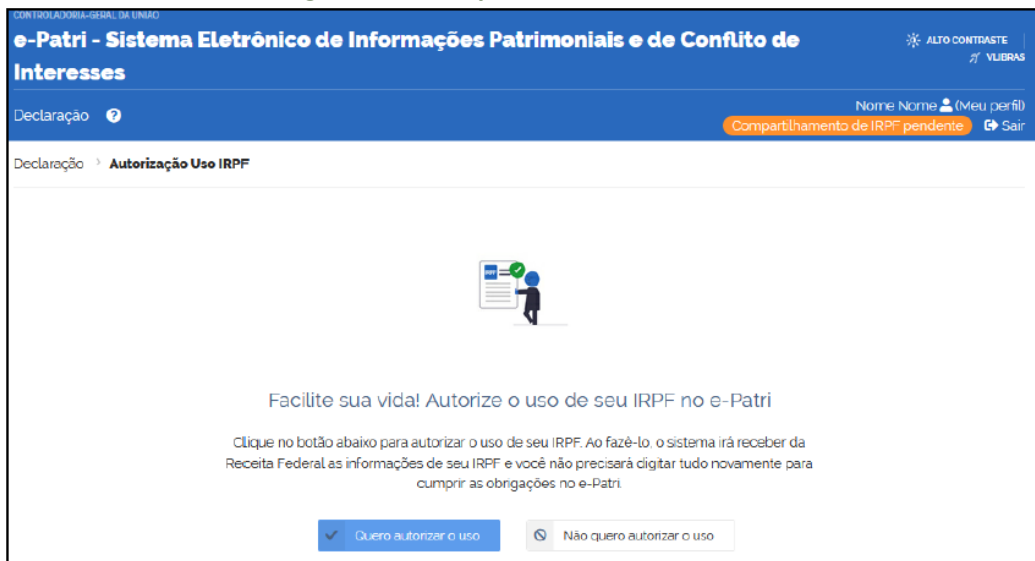 CONTROLADORIA-GERAL DA UNIÃO
e-Patri - Sistema Eletrônico de Informações Patrimoniais e de Conflito de
Interesses
ALTO CONTRASTE
VLIBRAS
Declaração ?
Nome Nome (Meu perfil)
Compartilhamento de IRPF pendente Sair
Declaração > Autorização Uso IRPF
IRPF
Facilite sua vida! Autorize o uso de seu IRPF no e-Patri
Clique no botão abaixo para autorizar o uso de seu IRPF. Ao fazê-lo, o sistema irá receber da
Receita Federal as informações de seu IRPF e você não precisará digitar tudo novamente para
cumprir as obrigações no e-Patri.
Quero autorizar o uso
Não quero autorizar o uso